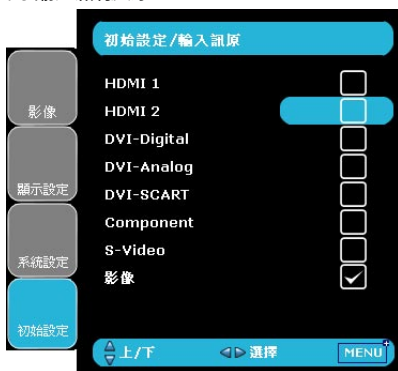 初始設定/輸入訊原
HDMI 1
HDMI 2
DVI-Digital
DVI-Analog
DVI-SCART
Component
S-Video
影像
影像
顯示設定
系統設定
初始設定
上/下 選擇 MENU